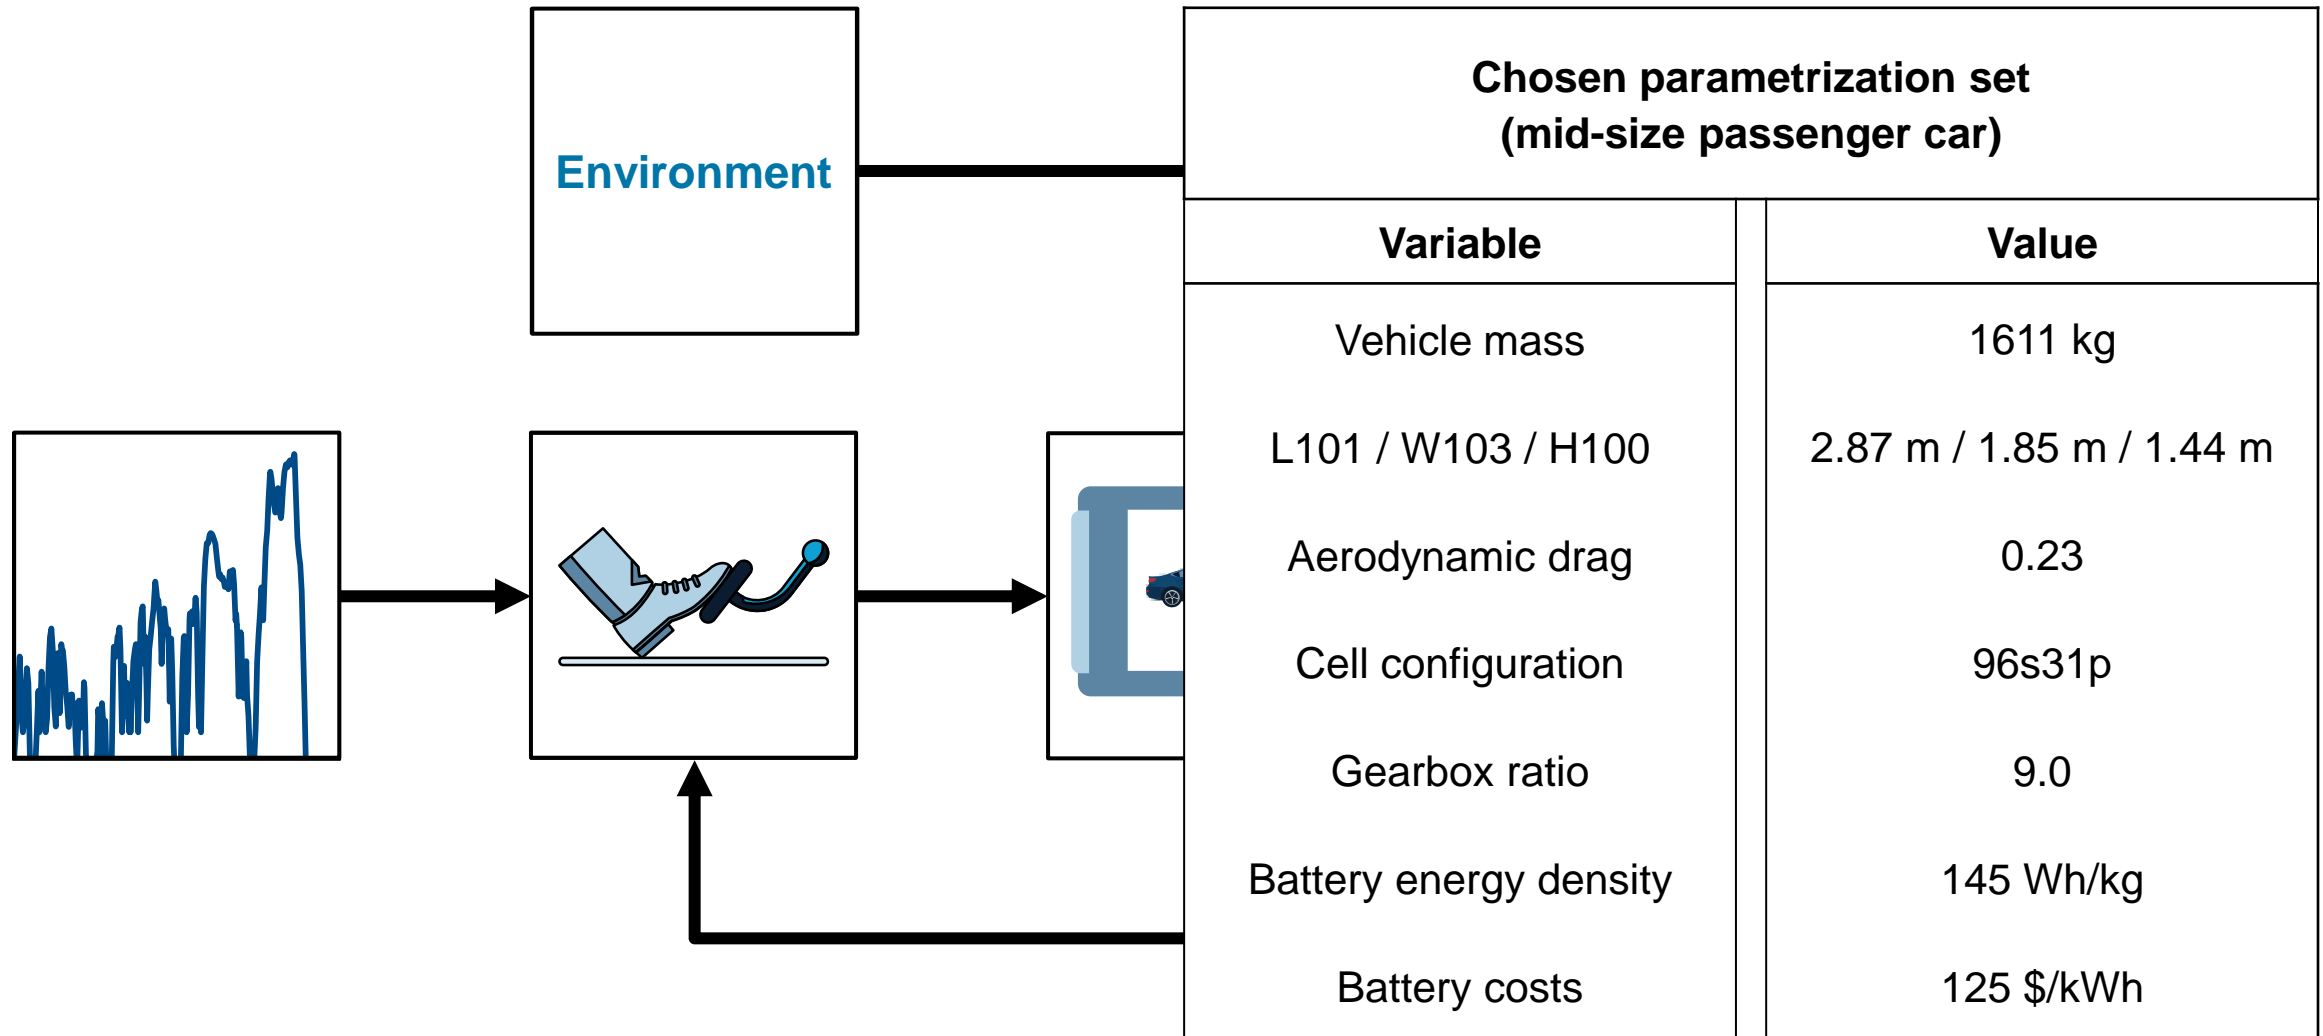 Environment
Chosen parametrization set
(mid-size passenger car)
Variable Value
Vehicle mass 1611 kg
L101 / W103 / H100 2.87 m / 1.85 m / 1.44 m
Aerodynamic drag 0.23
Cell configuration 96s31p
Gearbox ratio 9.0
Battery energy density 145 Wh/kg
Battery costs 125 $/kWh